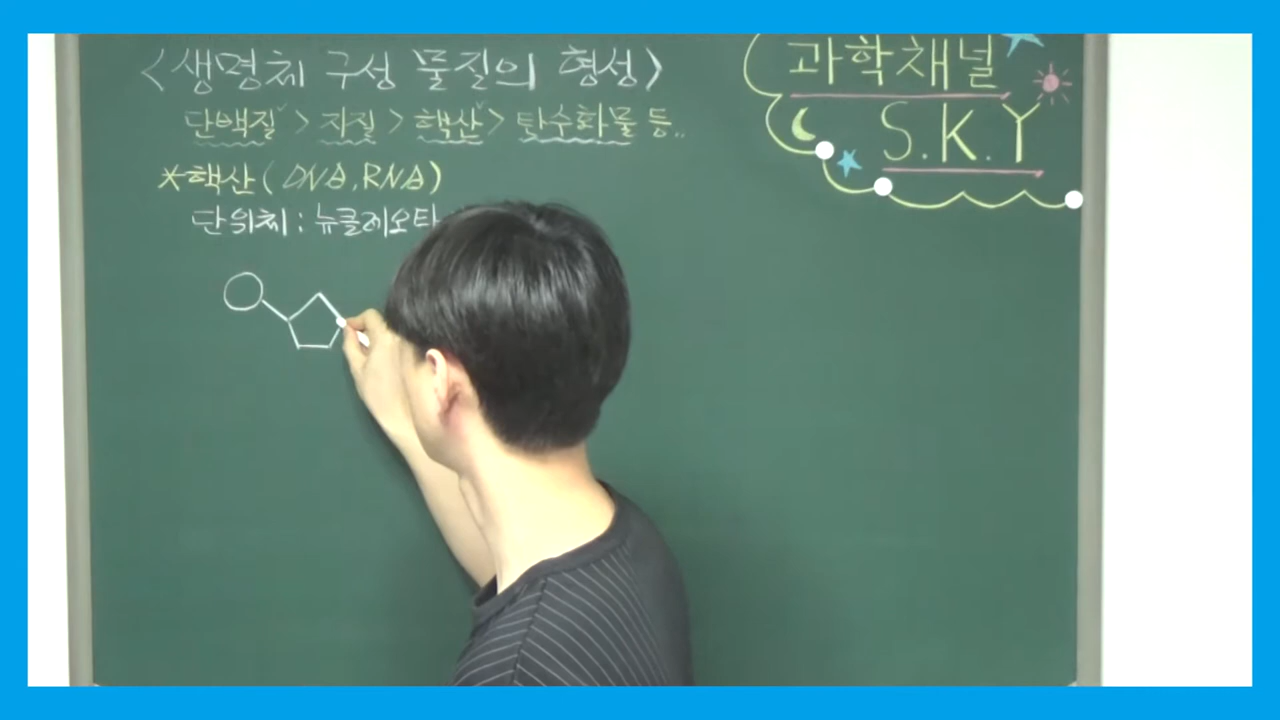 <생명체 구성 물질의 형성>
단백질 > 지질 > 핵산 > 탄수화물 등..
*핵산(DNA,RNA)
단위체 : 뉴클레오타
과학채널
S.K.Y